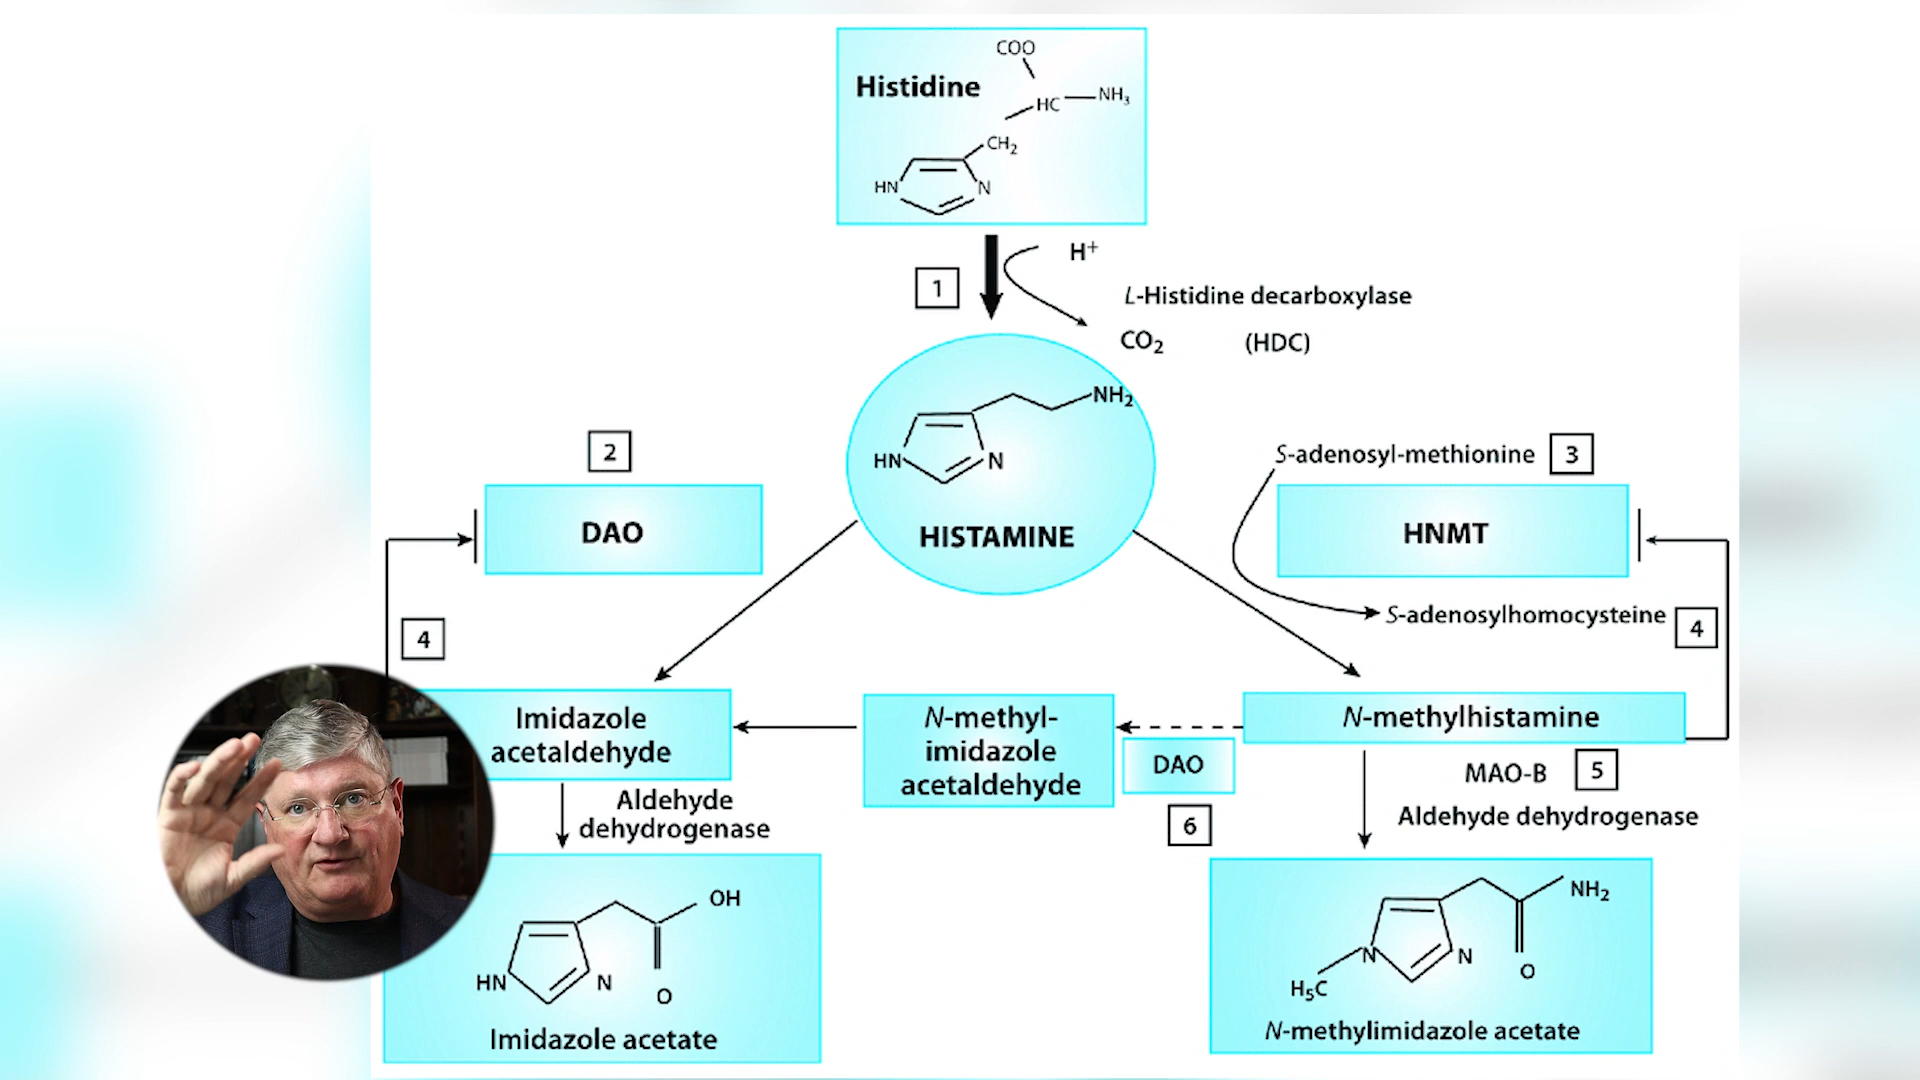 COO
Histidine
HC
NH3
CH2
HN
N
H+
1
L-Histidine decarboxylase
CO2
(HDC)
NH2
HN
N
HISTAMINE
2
DAO
S-adenosyl-methionine
3
HNMT
S-adenosylhomocysteine
4
4
Imidazole
acetaldehyde
N-methyl-
imidazole
acetaldehyde
DAO
6
N-methylhistamine
MAO-B
5
Aldehyde dehydrogenase
Aldehyde
dehydrogenase
OH
HN
N
O
Imidazole acetate
NH2
N
N
O
H5C
N-methylimidazole acetate